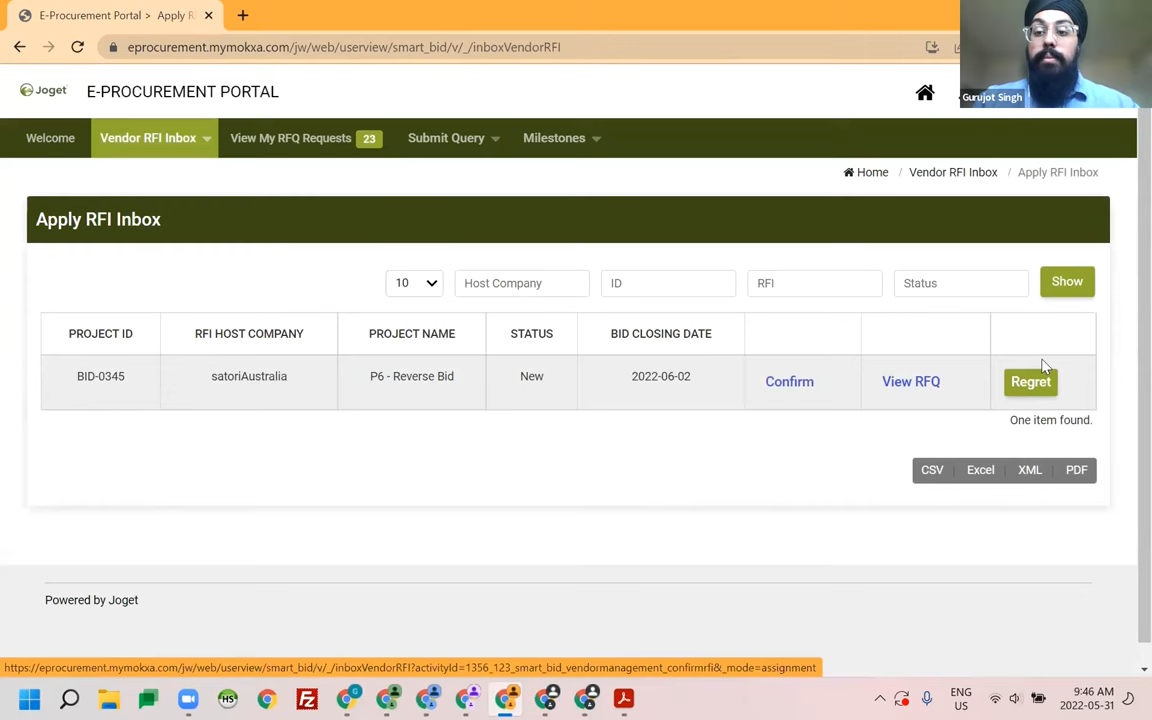 E-Procurement Portal > Apply R
eprocurement.mymokxa.com/jw/web/userview/smart_bid/v/_/inboxVendorRFI
Gurujot Singh
Joget
E-PROCUREMENT PORTAL
Welcome
Vendor RFI Inbox
View My RFQ Requests 23
Submit Query
Milestones
Home / Vendor RFI Inbox / Apply RFI Inbox
Apply RFI Inbox
10
Host Company
ID
RFI
Status
Show
PROJECT ID
RFI HOST COMPANY
PROJECT NAME
STATUS
BID CLOSING DATE
BID-0345
satoriAustralia
P6 - Reverse Bid
New
2022-06-02
Confirm
View RFQ
Regret
One item found.
CSV
Excel
XML
PDF
Powered by Joget
https://eprocurement.mymokxa.com/jw/web/userview/smart_bid/v/_/inboxVendorRFI?activityId=1356_123_smart_bid_vendormanagement_confirmrfi&_mode=assignment
HS
G
ENG
US
9:46 AM
2022-05-31